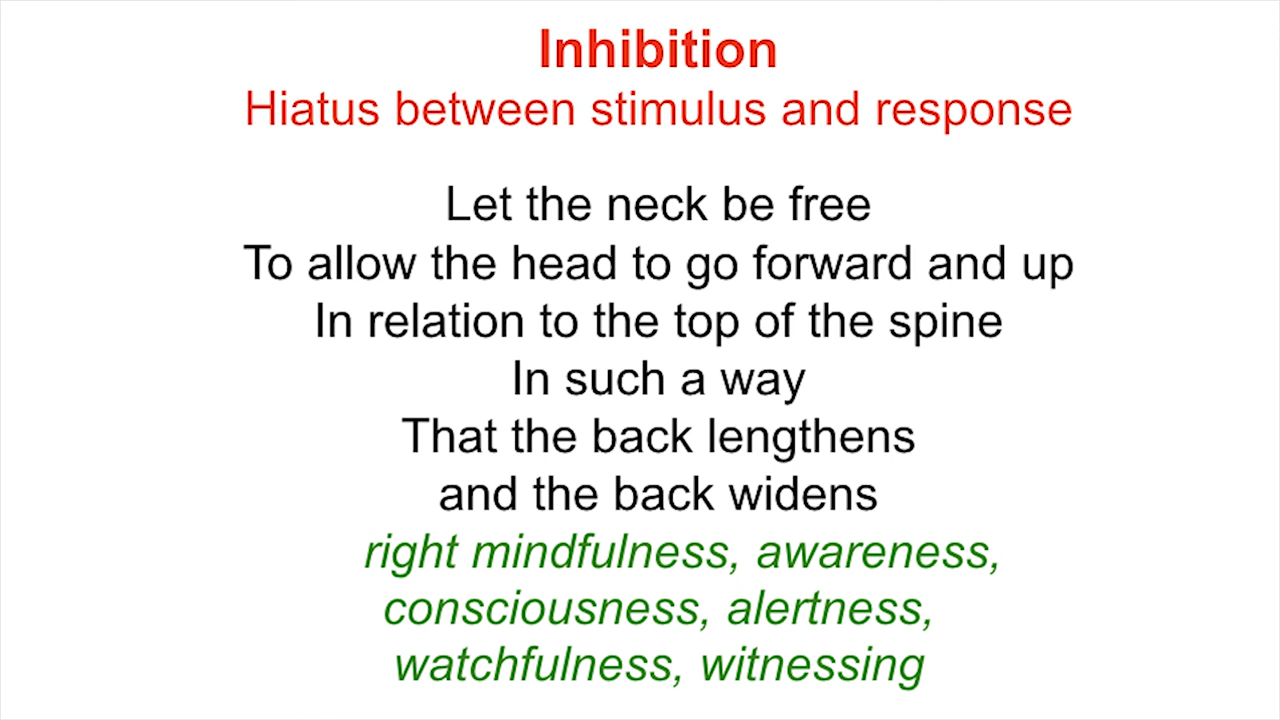 Inhibition
Hiatus between stimulus and response
Let the neck be free
To allow the head to go forward and up
In relation to the top of the spine
In such a way
That the back lengthens
and the back widens
right mindfulness, awareness,
consciousness, alertness,
watchfulness, witnessing